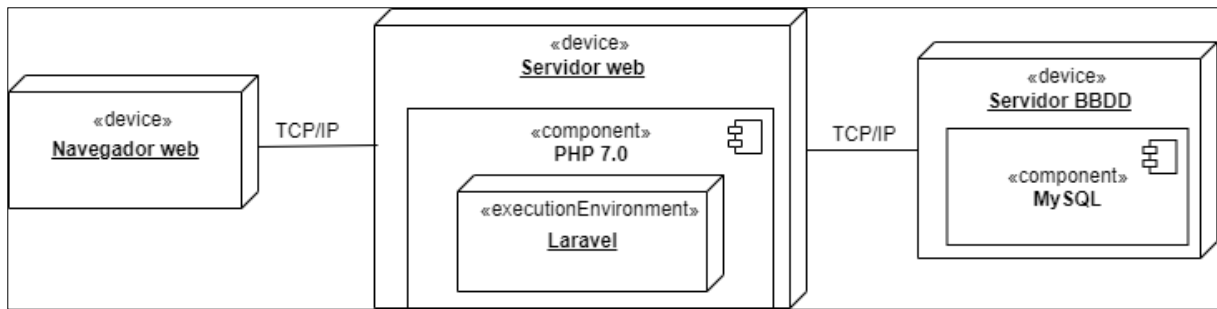 «device»
Navegador web
TCP/IP
«device»
Servidor web
«component»
PHP 7.0
«executionEnvironment»
Laravel
TCP/IP
«device»
Servidor BBDD
«component»
MySQL